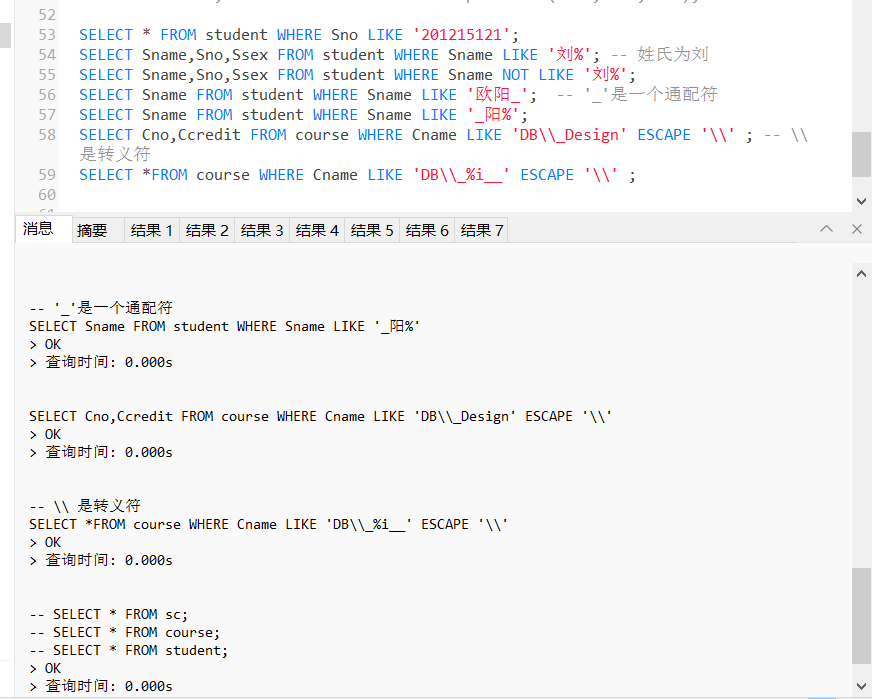 52
53 SELECT * FROM student WHERE Sno LIKE '201215121';
54 SELECT Sname,Sno,Ssex FROM student WHERE Sname LIKE '刘%'; -- 姓氏为刘
55 SELECT Sname,Sno,Ssex FROM student WHERE Sname NOT LIKE '刘%';
56 SELECT Sname FROM student WHERE Sname LIKE '欧阳_';  -- '_'是一个通配符
57 SELECT Sname FROM student WHERE Sname LIKE '_阳%';
58 SELECT Cno,Ccredit FROM course WHERE Cname LIKE 'DB\\_Design' ESCAPE '\\' ; -- \\
是转义符
59 SELECT *FROM course WHERE Cname LIKE 'DB\\_%i__' ESCAPE '\\' ;
60
消息 摘要 结果 1 结果 2 结果 3 结果 4 结果 5 结果 6 结果 7
-- '_'是一个通配符
SELECT Sname FROM student WHERE Sname LIKE '_阳%'
> OK
> 查询时间: 0.000s
SELECT Cno,Ccredit FROM course WHERE Cname LIKE 'DB\\_Design' ESCAPE '\\'
> OK
> 查询时间: 0.000s
-- \\ 是转义符
SELECT *FROM course WHERE Cname LIKE 'DB\\_%i__' ESCAPE '\\'
> OK
> 查询时间: 0.000s
-- SELECT * FROM sc;
-- SELECT * FROM course;
-- SELECT * FROM student;
> OK
> 查询时间: 0.000s